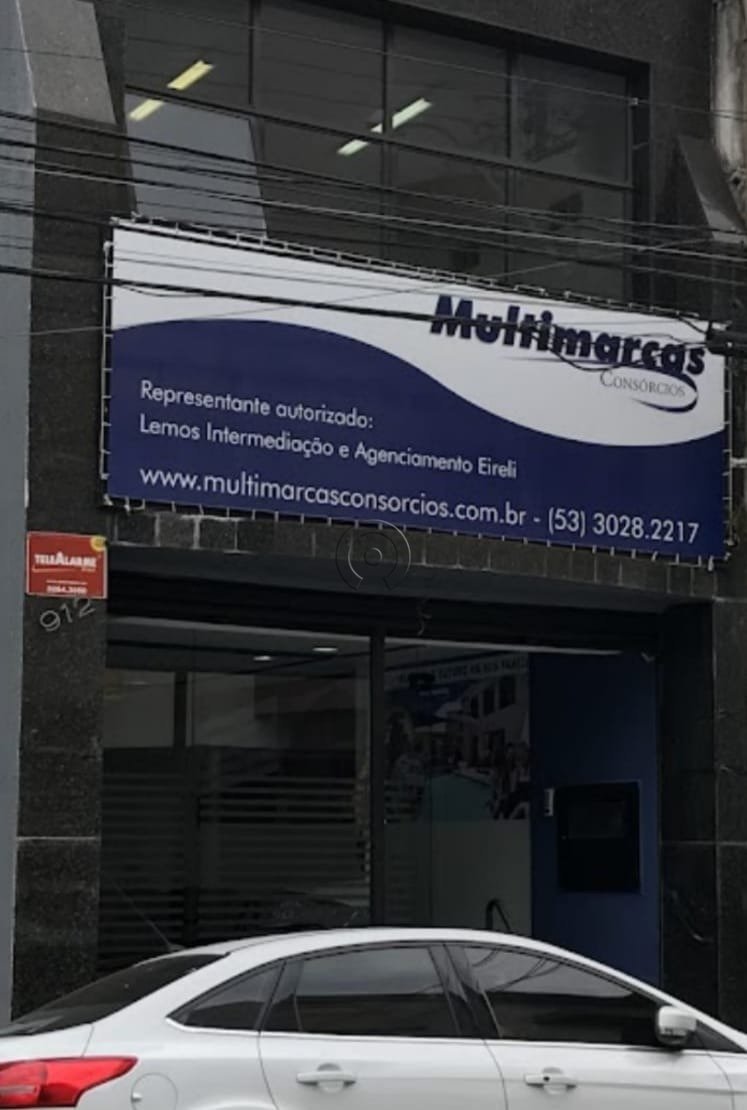 Multimarcas
CONSÓRCIOS
Representante autorizado:
Lemos Intermediação e Agenciamento Eireli
www.multimarcasconsorcios.com.br - (53) 3028.2217
TELEALARME
912